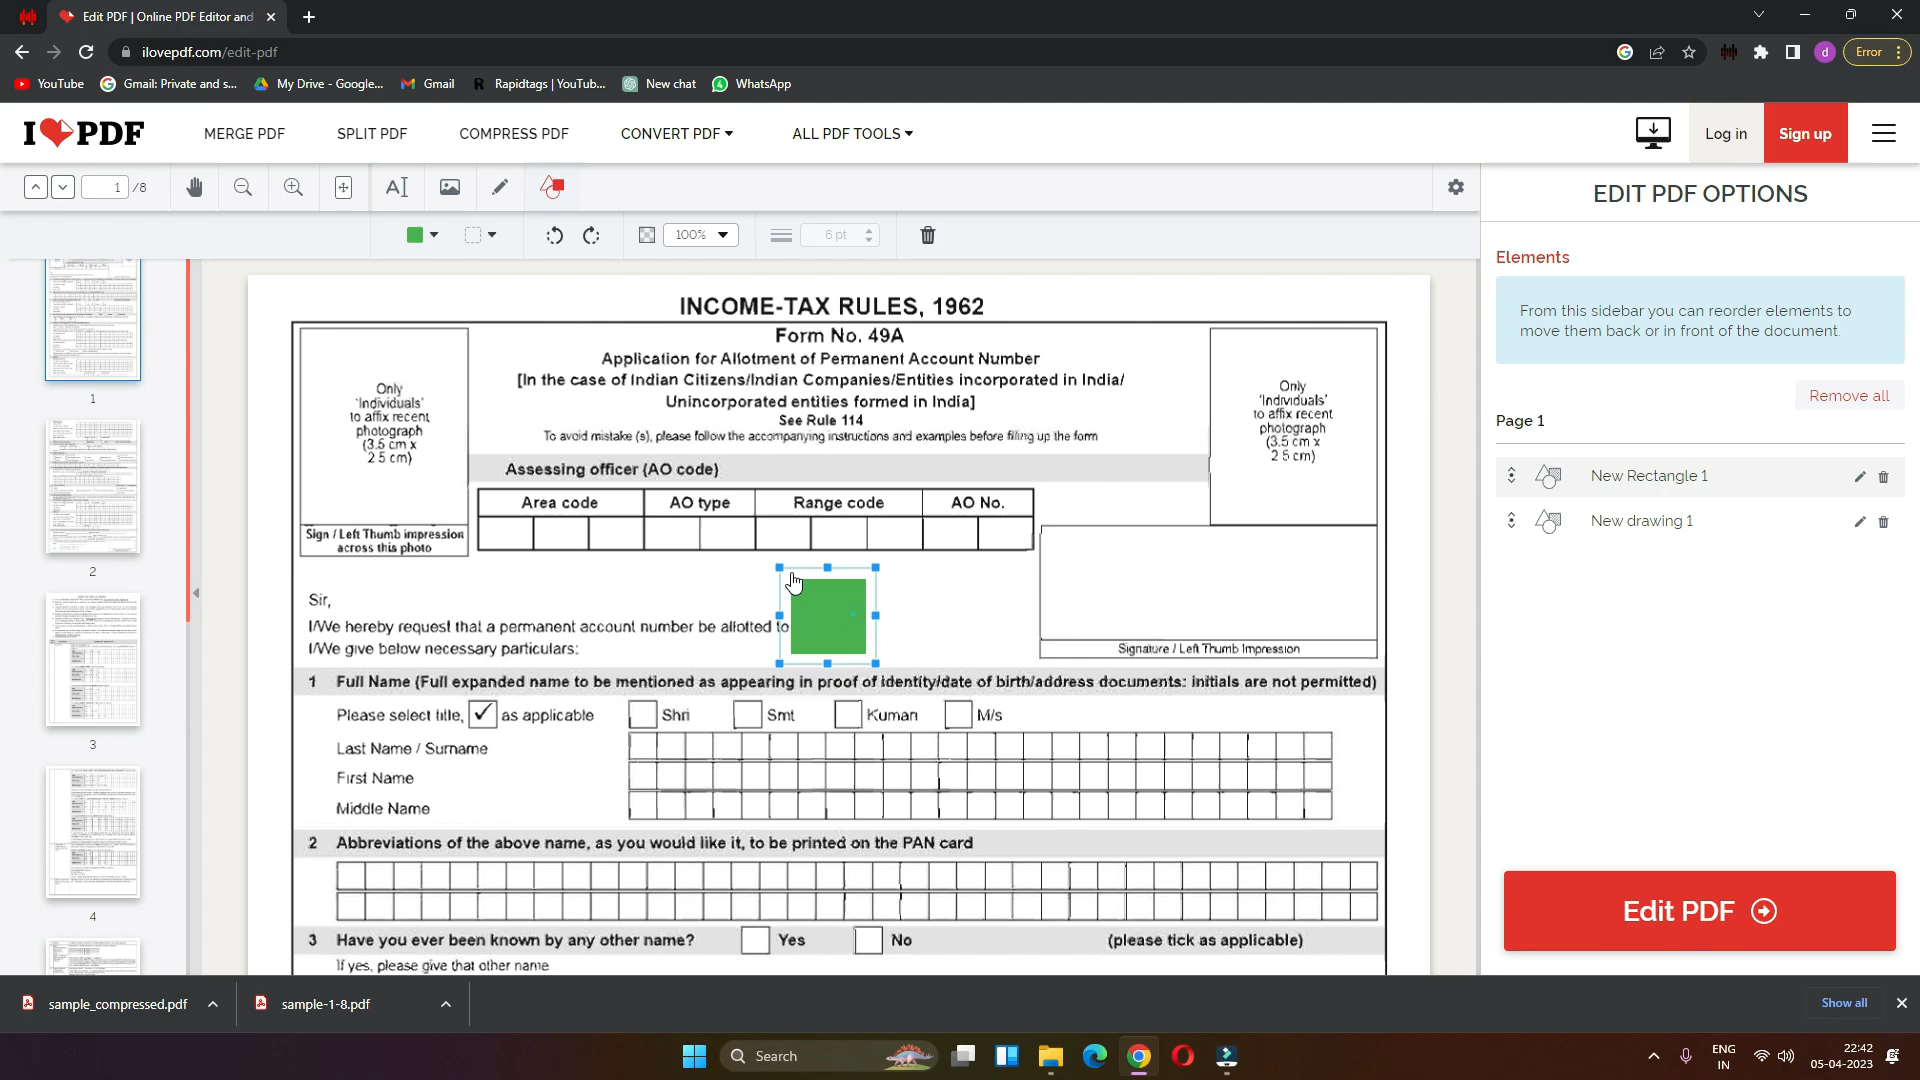 Edit PDF | Online PDF Editor and
ilovepdf.com/edit-pdf
Error
YouTube
Gmail: Private and s...
My Drive - Google...
Gmail
Rapidtags | YouTub...
New chat
WhatsApp
I PDF
MERGE PDF
SPLIT PDF
COMPRESS PDF
CONVERT PDF
ALL PDF TOOLS
Log in
Sign up
1 /8
100%
6 pt
EDIT PDF OPTIONS
Elements
From this sidebar you can reorder elements to
move them back or in front of the document.
Remove all
Page 1
New Rectangle 1
New drawing 1
Edit PDF
1
2
3
4
INCOME-TAX RULES, 1962
Form No. 49A
Application for Allotment of Permanent Account Number
[In the case of Indian Citizens/Indian Companies/Entities incorporated in India/
Unincorporated entities formed in India]
See Rule 114
To avoid mistake (s), please follow the accompanying instructions and examples before filling up the form
Only
'Individuals'
to affix recent
photograph
(3.5 cm x
2 5 cm)
Only
'Individuals'
to affix recent
photograph
(3.5 cm x
2 5 cm)
Assessing officer (AO code)
Area code
AO type
Range code
AO No.
Sign / Left Thumb impression
across this photo
Sir,
I/We hereby request that a permanent account number be allotted to
I/We give below necessary particulars:
Signature / Left Thumb Impression
1 Full Name (Full expanded name to be mentioned as appearing in proof of identity/date of birth/address documents: initials are not permitted)
Please select title, ✓ as applicable
Shri
Smt
Kumari
M/s
Last Name / Surname
First Name
Middle Name
2 Abbreviations of the above name, as you would like it, to be printed on the PAN card
3 Have you ever been known by any other name?
Yes
No
(please tick as applicable)
If yes, please give that other name
sample_compressed.pdf
sample-1-8.pdf
Show all
Search
ENG
IN
22:42
05-04-2023